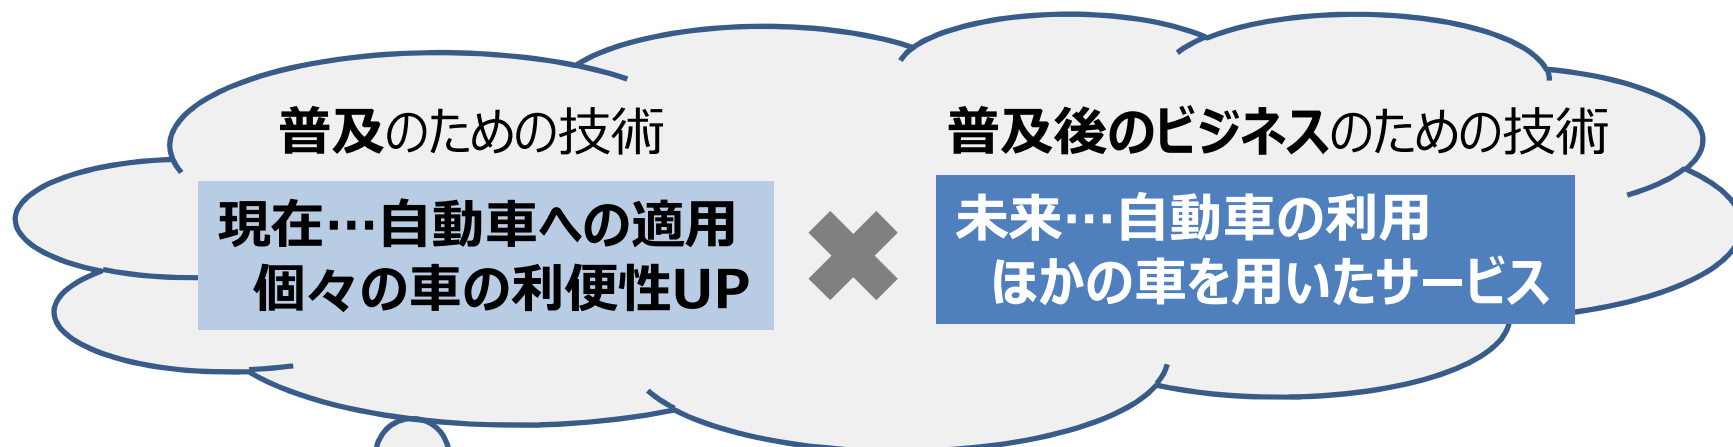 普及のための技術
現在…自動車への適用
個々の車の利便性UP
普及後のビジネスのための技術
未来…自動車の利用
ほかの車を用いたサービス